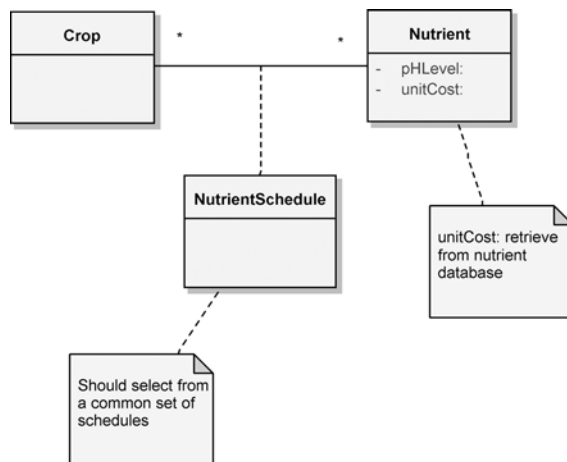 Crop
*
*
Nutrient
- pHLevel:
- unitCost:
NutrientSchedule
unitCost: retrieve
from nutrient
database
Should select from
a common set of
schedules